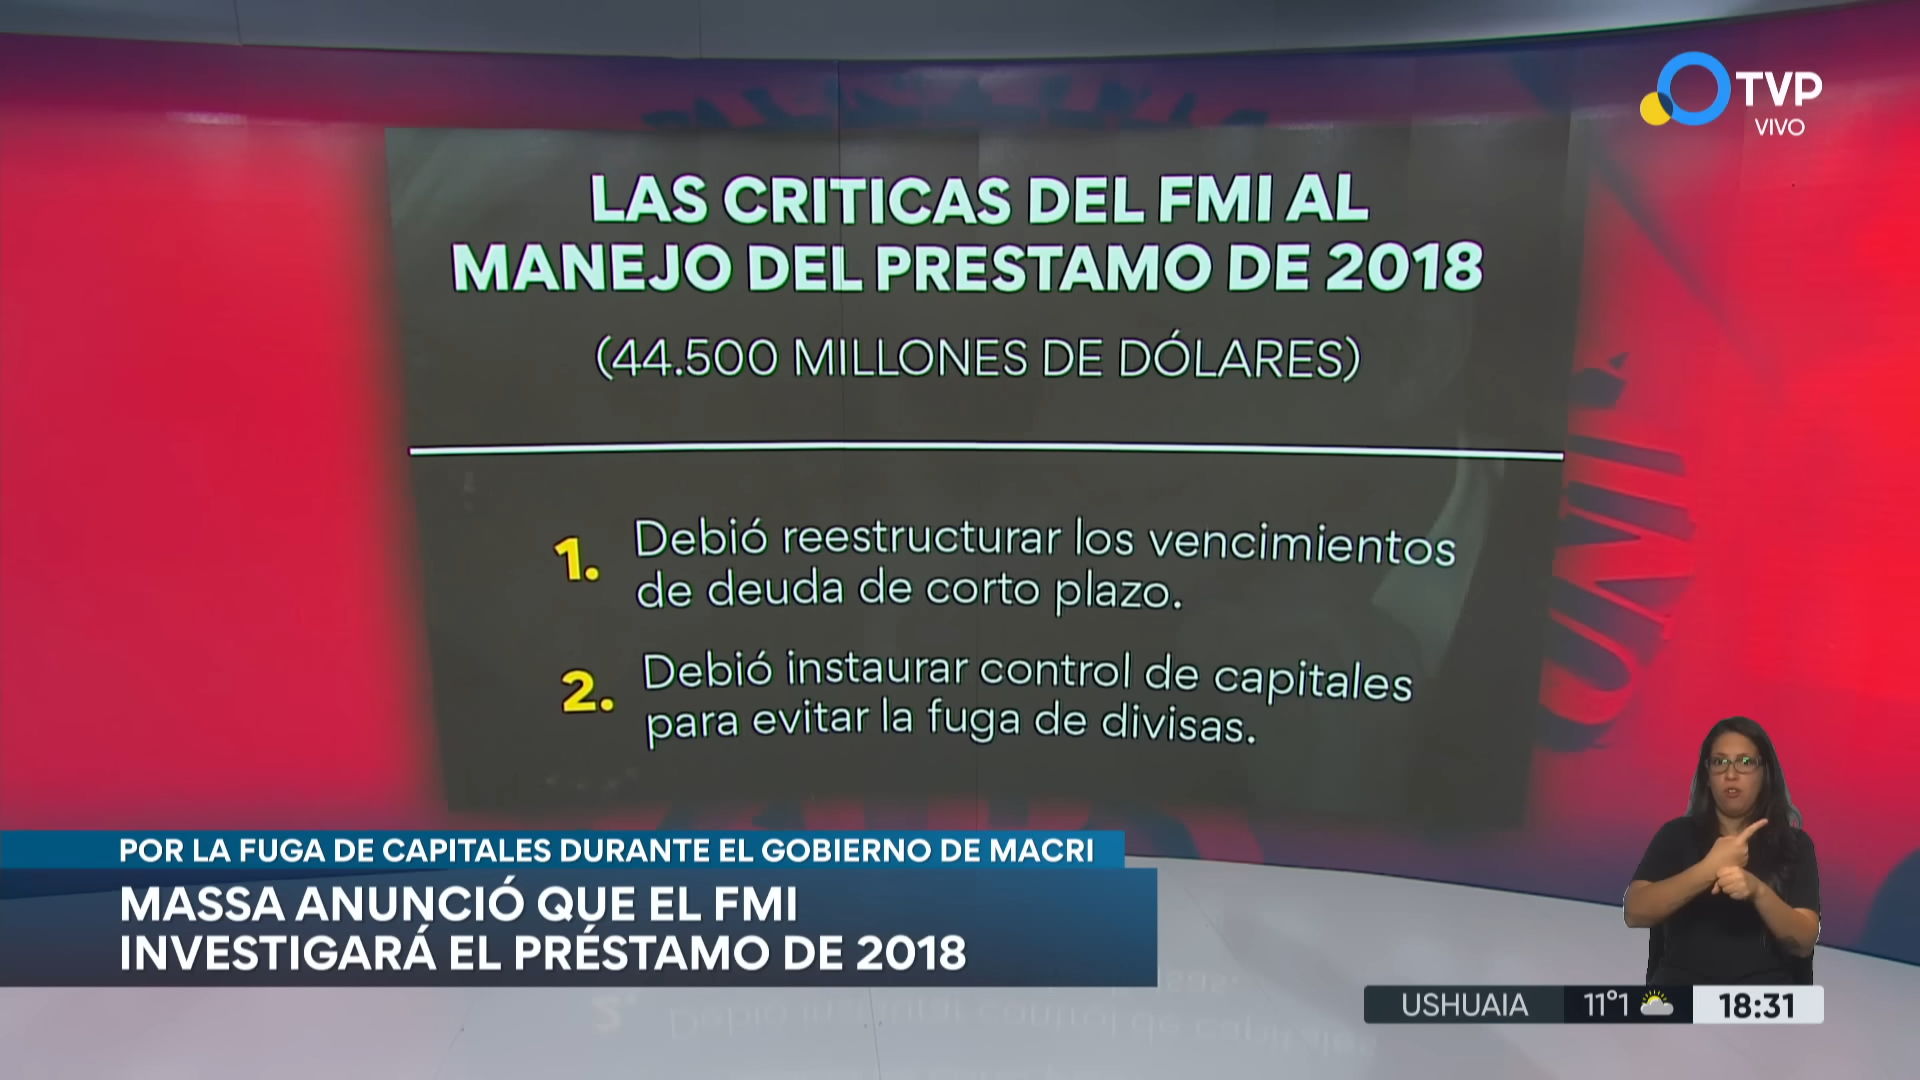 TVP
VIVO
LAS CRITICAS DEL FMI AL
MANEJO DEL PRESTAMO DE 2018
(44.500 MILLONES DE DÓLARES)
1. Debió reestructurar los vencimientos
de deuda de corto plazo.
2. Debió instaurar control de capitales
para evitar la fuga de divisas.
POR LA FUGA DE CAPITALES DURANTE EL GOBIERNO DE MACRI
MASSA ANUNCIÓ QUE EL FMI
INVESTIGARÁ EL PRÉSTAMO DE 2018
USHUAIA 11°1 18:31